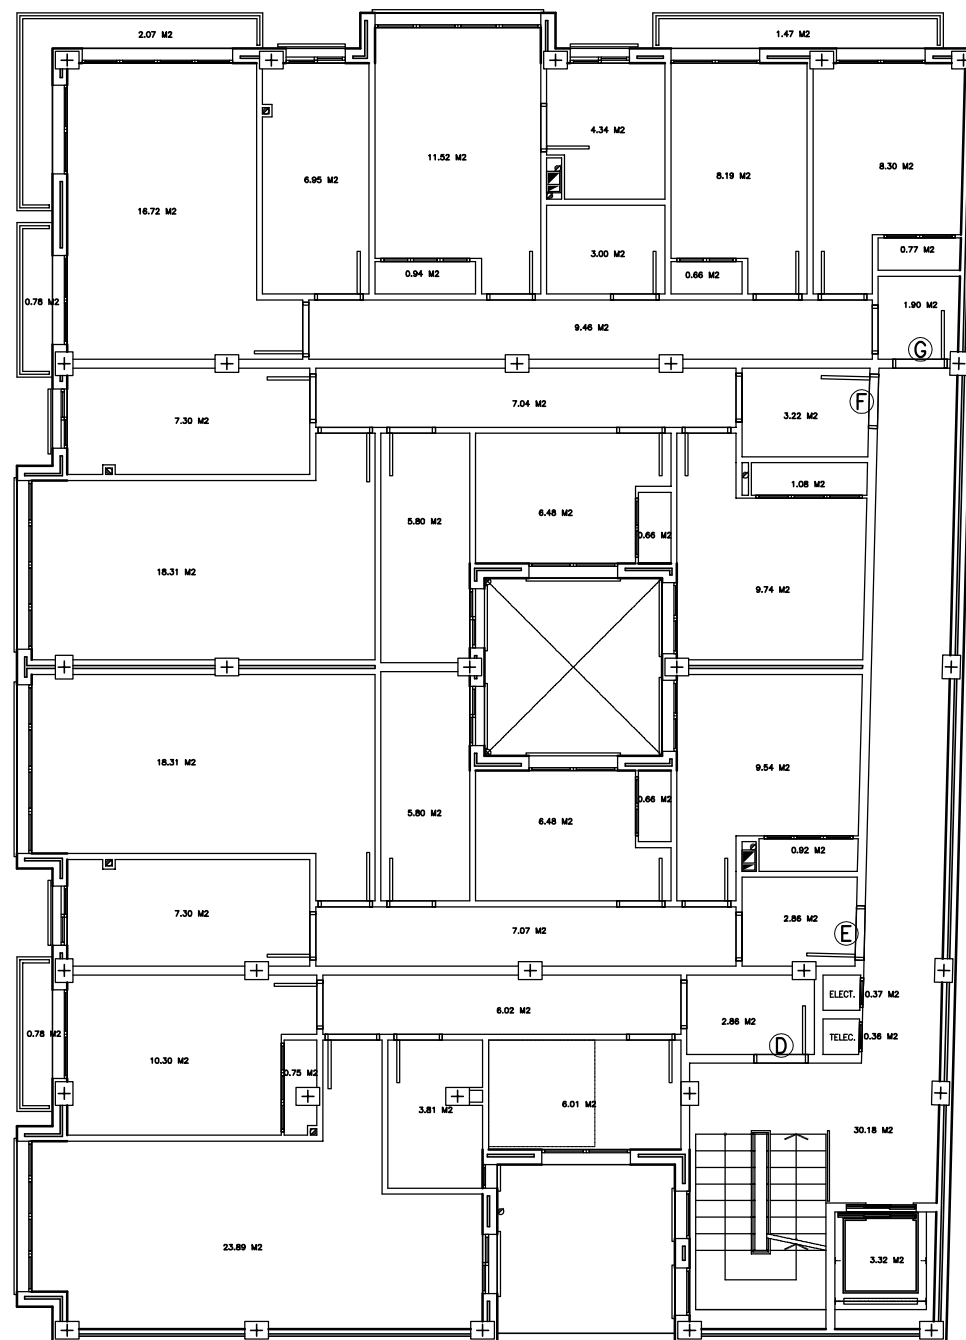 2.07 M2
1.47 M2
4.34 M2
11.52 M2
8.30 M2
6.95 M2
8.19 M2
16.72 M2
0.77 M2
3.00 M2
0.94 M2
0.66 M2
0.78 M2
1.90 M2
9.46 M2
G
7.04 M2
F
7.30 M2
3.22 M2
1.08 M2
5.80 M2
6.48 M2
0.66 M2
18.31 M2
9.74 M2
18.31 M2
9.54 M2
0.66 M2
5.80 M2
6.48 M2
0.92 M2
7.30 M2
2.86 M2
7.07 M2
E
ELECT.
0.37 M2
6.02 M2
2.86 M2
0.78 M2
TELEC.
0.36 M2
D
10.30 M2
0.75 M2
3.81 M2
6.01 M2
30.18 M2
23.89 M2
3.32 M2